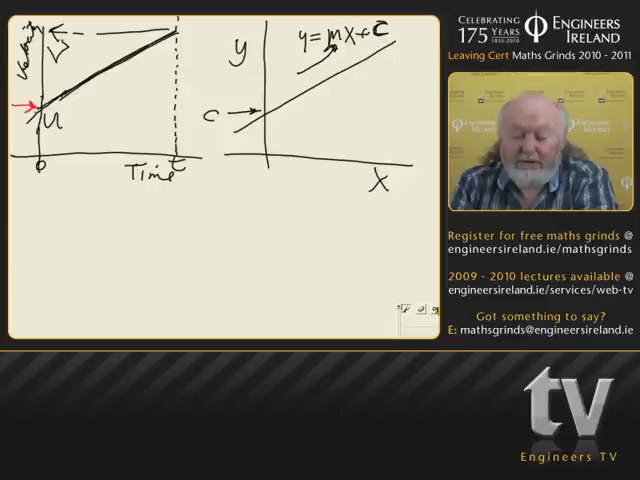 CELEBRATING
175 YEARS
1835-2010
ENGINEERS
IRELAND
Leaving Cert Maths Grinds 2010 - 2011
Velocity
V
U
0
Time
t
y
y = mx + c
c
x
Register for free maths grinds @
engineersireland.ie/mathsgrinds
2009 - 2010 lectures available @
engineersireland.ie/services/web-tv
Got something to say?
E: mathsgrinds@engineersireland.ie
tv
Engineers TV